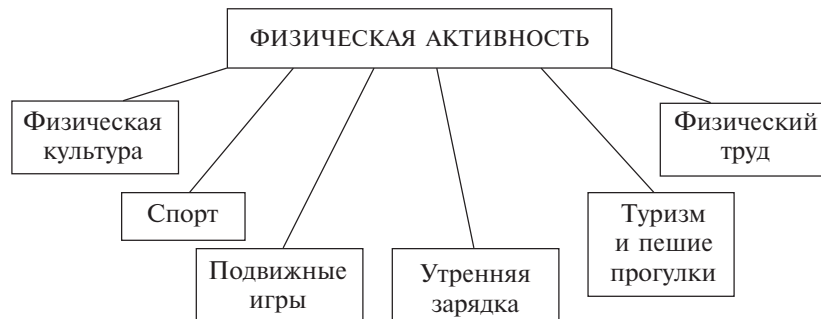 ФИЗИЧЕСКАЯ АКТИВНОСТЬ
Физическая
культура
Спорт
Подвижные
игры
Утренняя
зарядка
Туризм
и пешие
прогулки
Физический
труд